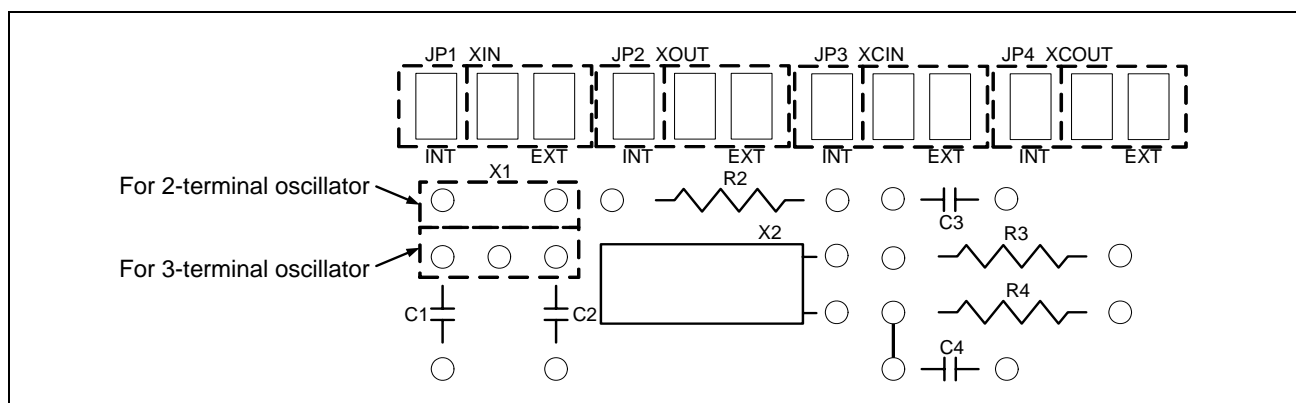 JP1 XIN JP2 XOUT JP3 XCIN JP4 XCOUT
INT EXT INT EXT INT EXT INT EXT
X1
For 2-terminal oscillator
R2
C3
X2
R3
For 3-terminal oscillator
R4
C1
C2
C4